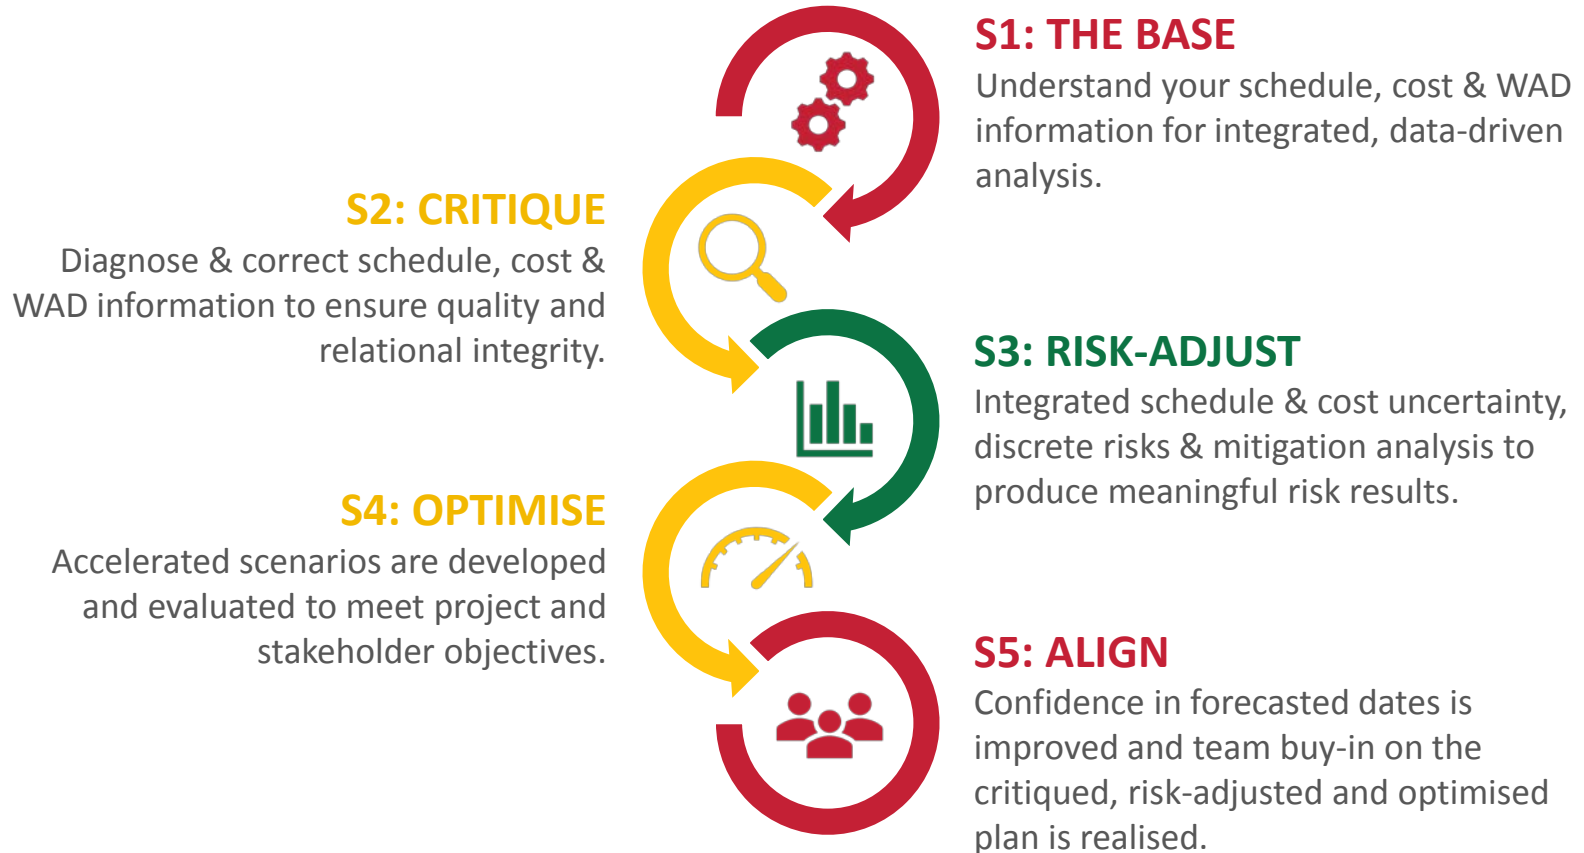 S1: THE BASE
Understand your schedule, cost & WAD
information for integrated, data-driven
analysis.
S2: CRITIQUE
Diagnose & correct schedule, cost &
WAD information to ensure quality and
relational integrity.
S3: RISK-ADJUST
Integrated schedule & cost uncertainty,
discrete risks & mitigation analysis to
produce meaningful risk results.
S4: OPTIMISE
Accelerated scenarios are developed
and evaluated to meet project and
stakeholder objectives.
S5: ALIGN
Confidence in forecasted dates is
improved and team buy-in on the
critiqued, risk-adjusted and optimised
plan is realised.